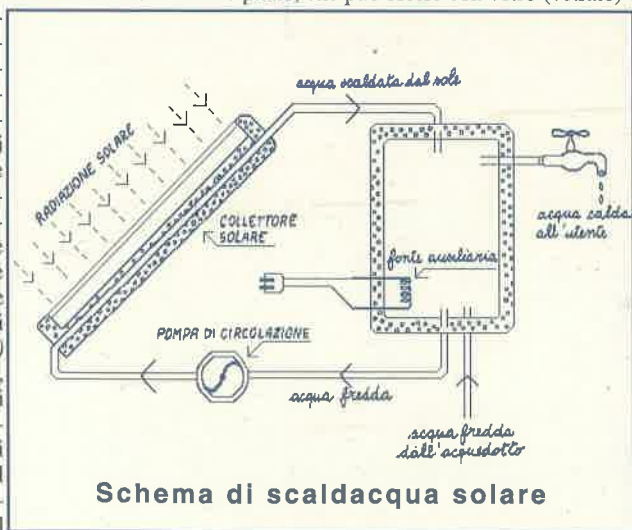 acqua scaldata dal sole
RADIAZIONE SOLARE
COLLETTORE
SOLARE
acqua calda
all'utente
fonte ausiliaria
POMPA DI CIRCOLAZIONE
acqua fredda
acqua fredda
dall'acquedotto
Schema di scaldacqua solare